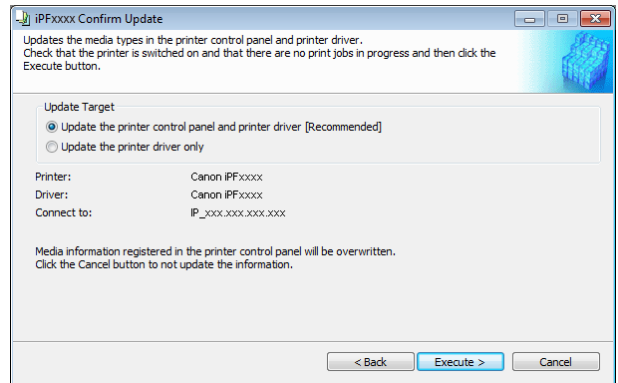 iPFxxxx Confirm Update
Updates the media types in the printer control panel and printer driver.
Check that the printer is switched on and that there are no print jobs in progress and then click the
Execute button.
Update Target
Update the printer control panel and printer driver [Recommended]
Update the printer driver only
Printer: Canon iPFxxxx
Driver: Canon iPFxxxx
Connect to: IP_xxx.xxx.xxx.xxx
Media information registered in the printer control panel will be overwritten.
Click the Cancel button to not update the information.
< Back Execute > Cancel